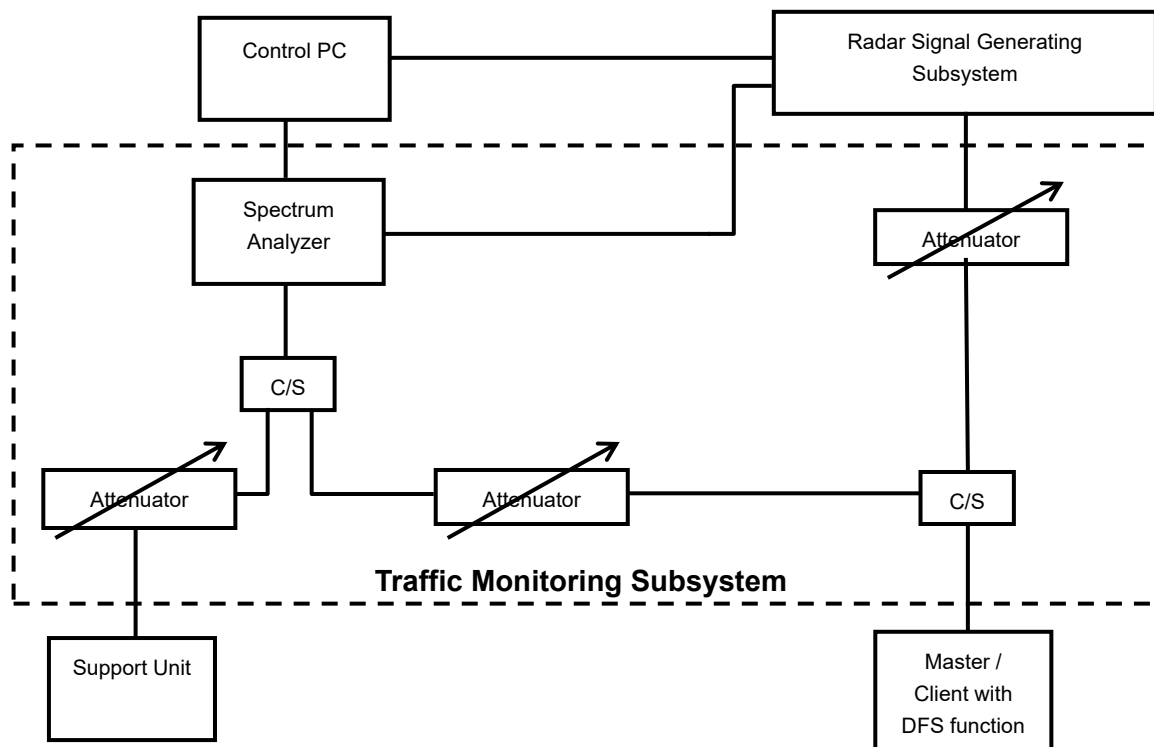 Control PC
Radar Signal Generating
Subsystem
Spectrum
Analyzer
Attenuator
C/S
Attenuator
Attenuator
C/S
Traffic Monitoring Subsystem
Support Unit
Master /
Client with
DFS function